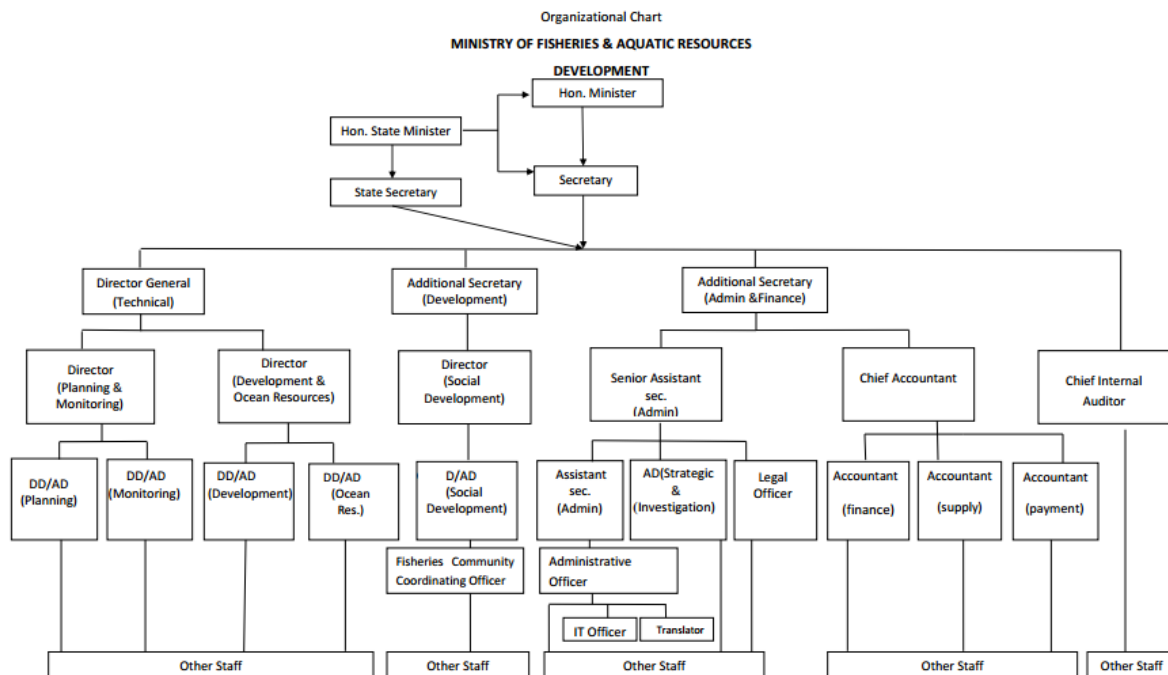 Organizational Chart
MINISTRY OF FISHERIES & AQUATIC RESOURCES
DEVELOPMENT
Hon. Minister
Hon. State Minister
Secretary
State Secretary
Director General
(Technical)
Additional Secretary
(Development)
Additional Secretary
(Admin &Finance)
Director
(Planning &
Monitoring)
Director
(Development &
Ocean Resources)
Director
(Social
Development)
Senior Assistant
sec.
(Admin)
Chief Accountant
Chief Internal
Auditor
DD/AD
(Planning)
DD/AD
(Monitoring)
DD/AD
(Development)
DD/AD
(Ocean
Res.)
D/AD
(Social
Development)
Assistant
sec.
(Admin)
AD(Strategic
&
(Investigation)
Legal
Officer
Accountant
(finance)
Accountant
(supply)
Accountant
(payment)
Fisheries Community
Coordinating Officer
Administrative
Officer
IT Officer
Translator
Other Staff
Other Staff
Other Staff
Other Staff
Other Staff